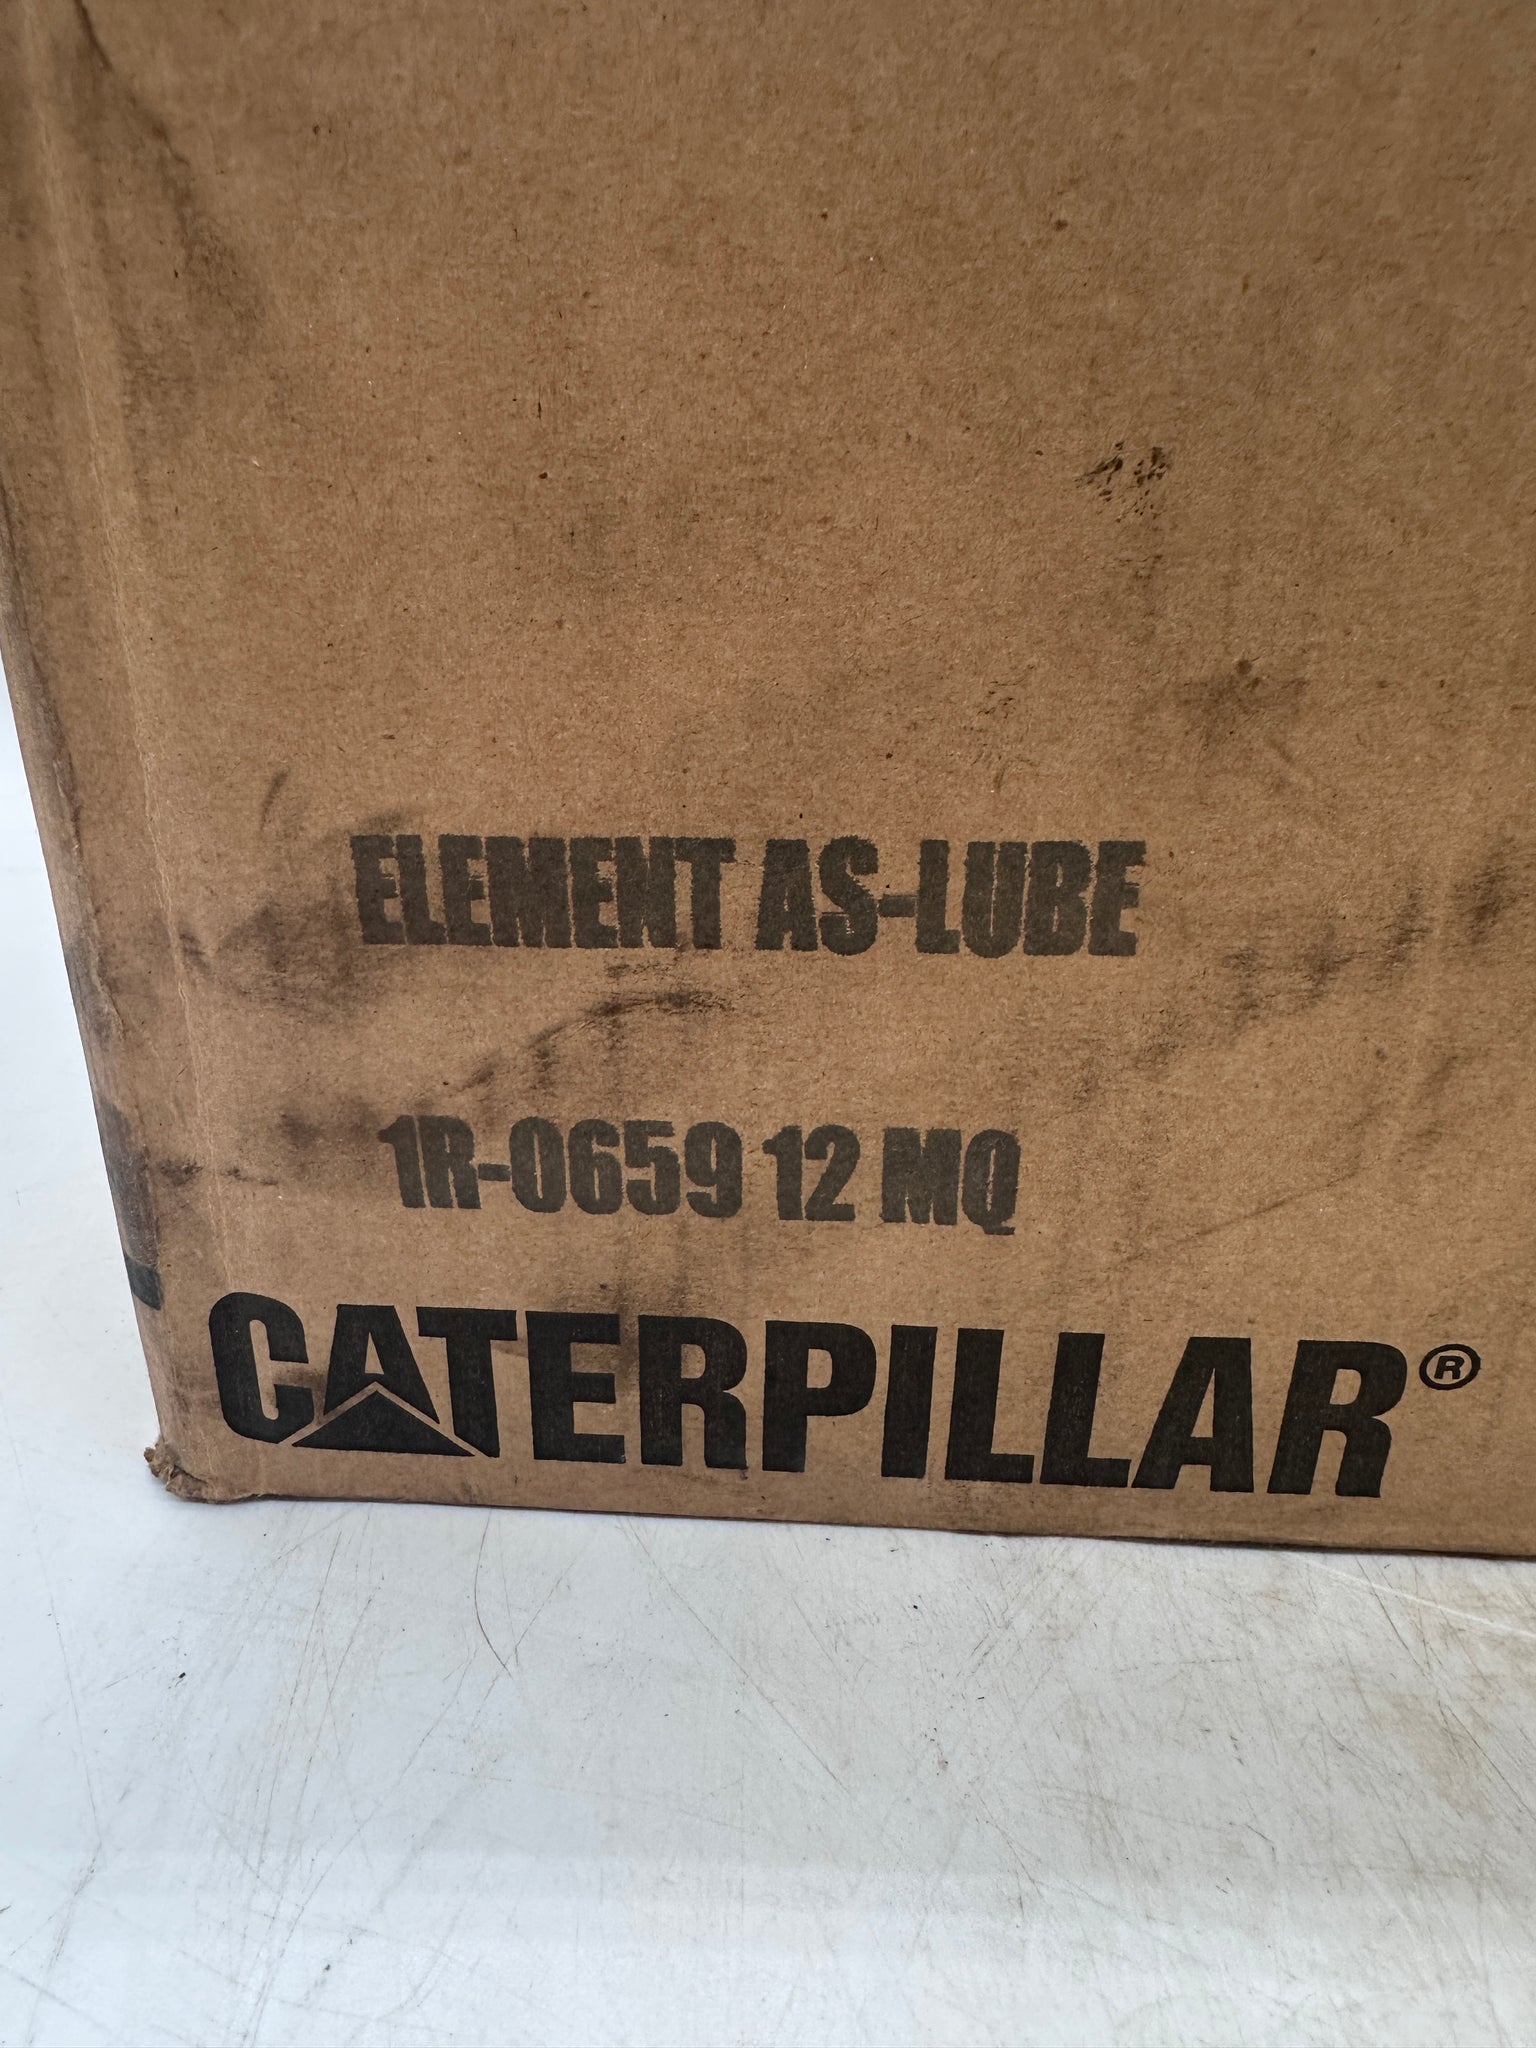 ELEMENT AS-LUBE
1R-0659 12 MQ
CATERPILLAR®